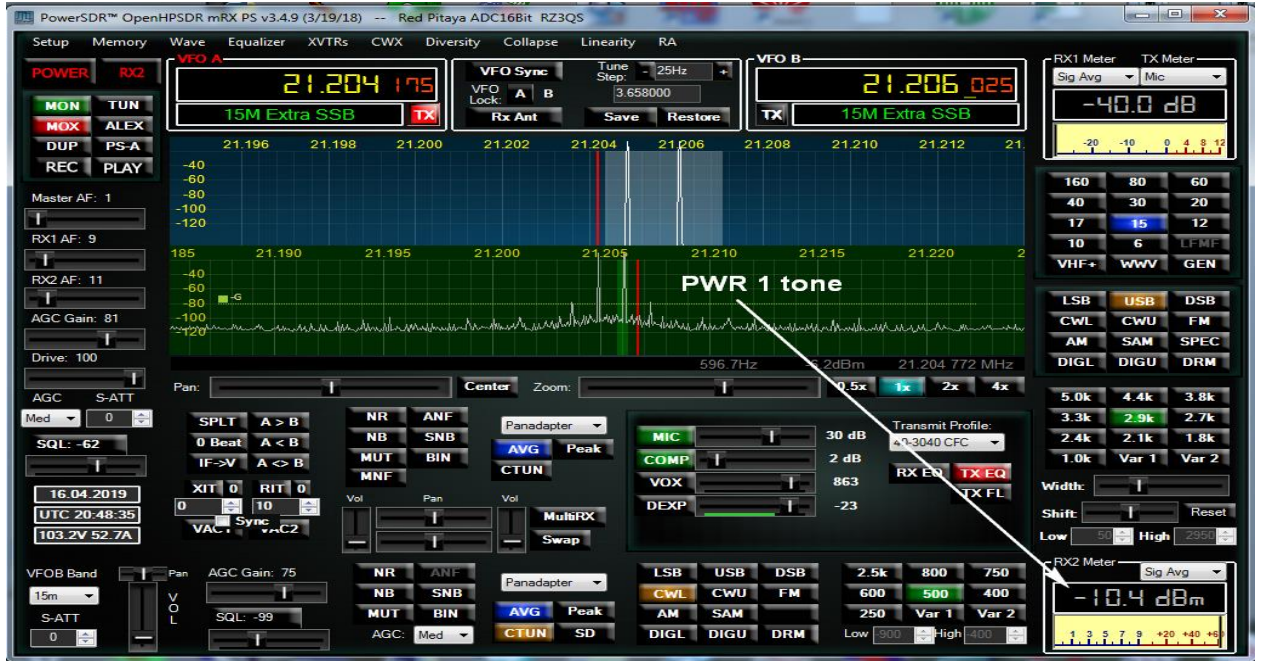 PowerSDR™ OpenHPSDR mRX PS v3.4.9 (3/19/18) -- Red Pitaya ADC16Bit RZ3QS
Setup Memory Wave Equalizer XVTRs CWX Diversity Collapse Linearity RA
POWER RX2
MON TUN
MOX ALEX
DUP PS-A
REC PLAY
VFO A
21.204 175
15M Extra SSB TX
VFO Sync Tune Step: - 25Hz +
VFO Lock: A B 3.658000
Rx Ant Save Restore
VFO B
21.206 025
TX 15M Extra SSB
RX1 Meter TX Meter
Sig Avg Mic
-40.0 dB
-20 -10 0 4 8 12
Master AF: 1
RX1 AF: 9
RX2 AF: 11
AGC Gain: 81
Drive: 100
AGC S-ATT
Med 0
SQL: -62
16.04.2019
UTC 20:48:35
103.2V 52.7A
21.196 21.198 21.200 21.202 21.204 21.206 21.208 21.210 21.212 21.
-40
-60
-80
-100
-120
185 21.190 21.195 21.200 21.205 21.210 21.215 21.220 2
-40
-60
-80 -G
-100
-120
PWR 1 tone
596.7Hz -6.2dBm 21.204 772 MHz
Pan: Center Zoom: 0.5x 1x 2x 4x
160 80 60
40 30 20
17 15 12
10 6 LFMF
VHF+ WWV GEN
LSB USB DSB
CWL CWU FM
AM SAM SPEC
DIGL DIGU DRM
5.0k 4.4k 3.8k
3.3k 2.9k 2.7k
2.4k 2.1k 1.8k
1.0k Var 1 Var 2
Width:
Shift: Reset
Low 50 High 2950
SPLT A > B
0 Beat A < B
IF->V A <> B
XIT 0 RIT 0
0 10
Sync
VAC1 VAC2
NR ANF
NB SNB
MUT BIN
MNF
Panadapter
AVG Peak
CTUN
Vol Pan Vol
MultiRX
Swap
MIC 30 dB
COMP 2 dB
VOX 863
DEXP -23
Transmit Profile:
40-3040 CFC
RX EQ TX EQ
TX FL
VFOB Band
15m
S-ATT
0
Pan
VOL
AGC Gain: 75
SQL: -99
NR ANF
NB SNB
MUT BIN
AGC: Med
Panadapter
AVG Peak
CTUN SD
LSB USB DSB
CWL CWU FM
AM SAM
DIGL DIGU DRM
2.5k 800 750
600 500 400
250 Var 1 Var 2
Low -900 High -400
RX2 Meter
Sig Avg
-10.4 dBm
1 3 5 7 9 +20 +40 +60